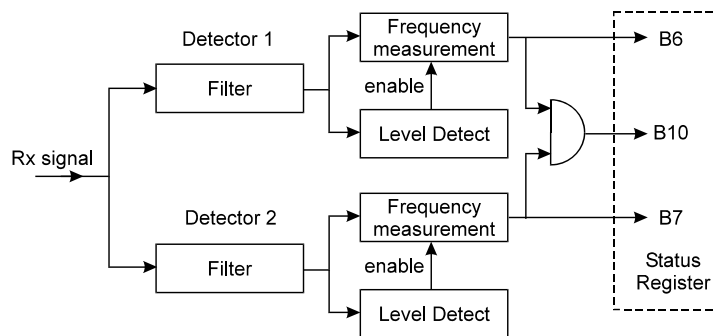 Detector 1
Filter
Frequency
measurement
enable
Level Detect
Rx signal
Detector 2
Filter
Frequency
measurement
enable
Level Detect
B6
B10
B7
Status
Register